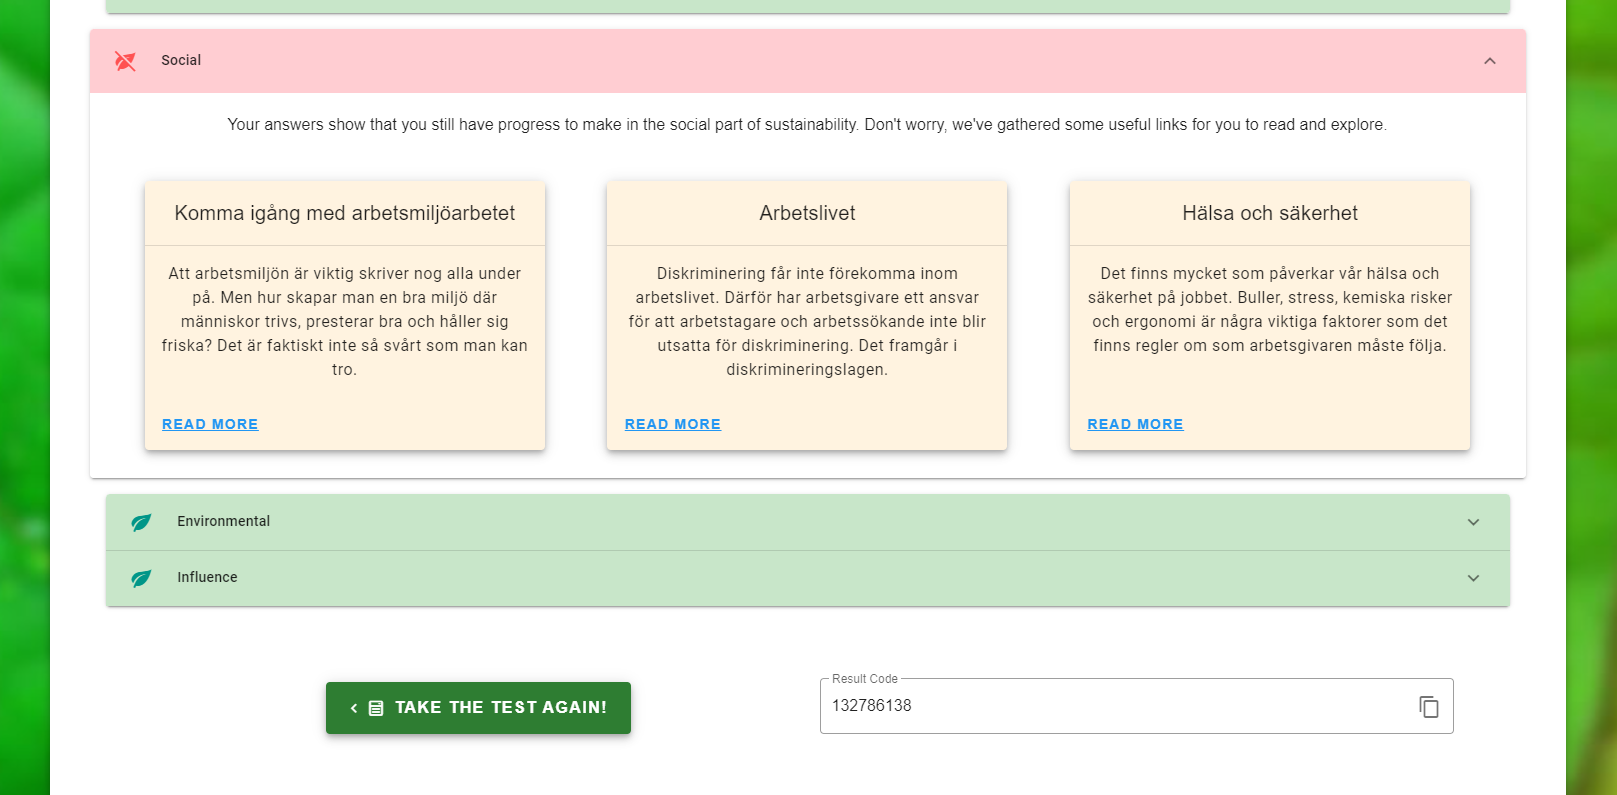 Social
Your answers show that you still have progress to make in the social part of sustainability. Don't worry, we've gathered some useful links for you to read and explore.
Komma igång med arbetsmiljöarbetet
Att arbetsmiljön är viktig skriver nog alla under
på. Men hur skapar man en bra miljö där
människor trivs, presterar bra och håller sig
friska? Det är faktiskt inte så svårt som man kan
tro.
READ MORE
Arbetslivet
Diskriminering får inte förekomma inom
arbetslivet. Därför har arbetsgivare ett ansvar
för att arbetstagare och arbetssökande inte blir
utsatta för diskriminering. Det framgår i
diskrimineringslagen.
READ MORE
Hälsa och säkerhet
Det finns mycket som påverkar vår hälsa och
säkerhet på jobbet. Buller, stress, kemiska risker
och ergonomi är några viktiga faktorer som det
finns regler om som arbetsgivaren måste följa.
READ MORE
Environmental
Influence
TAKE THE TEST AGAIN!
Result Code
132786138